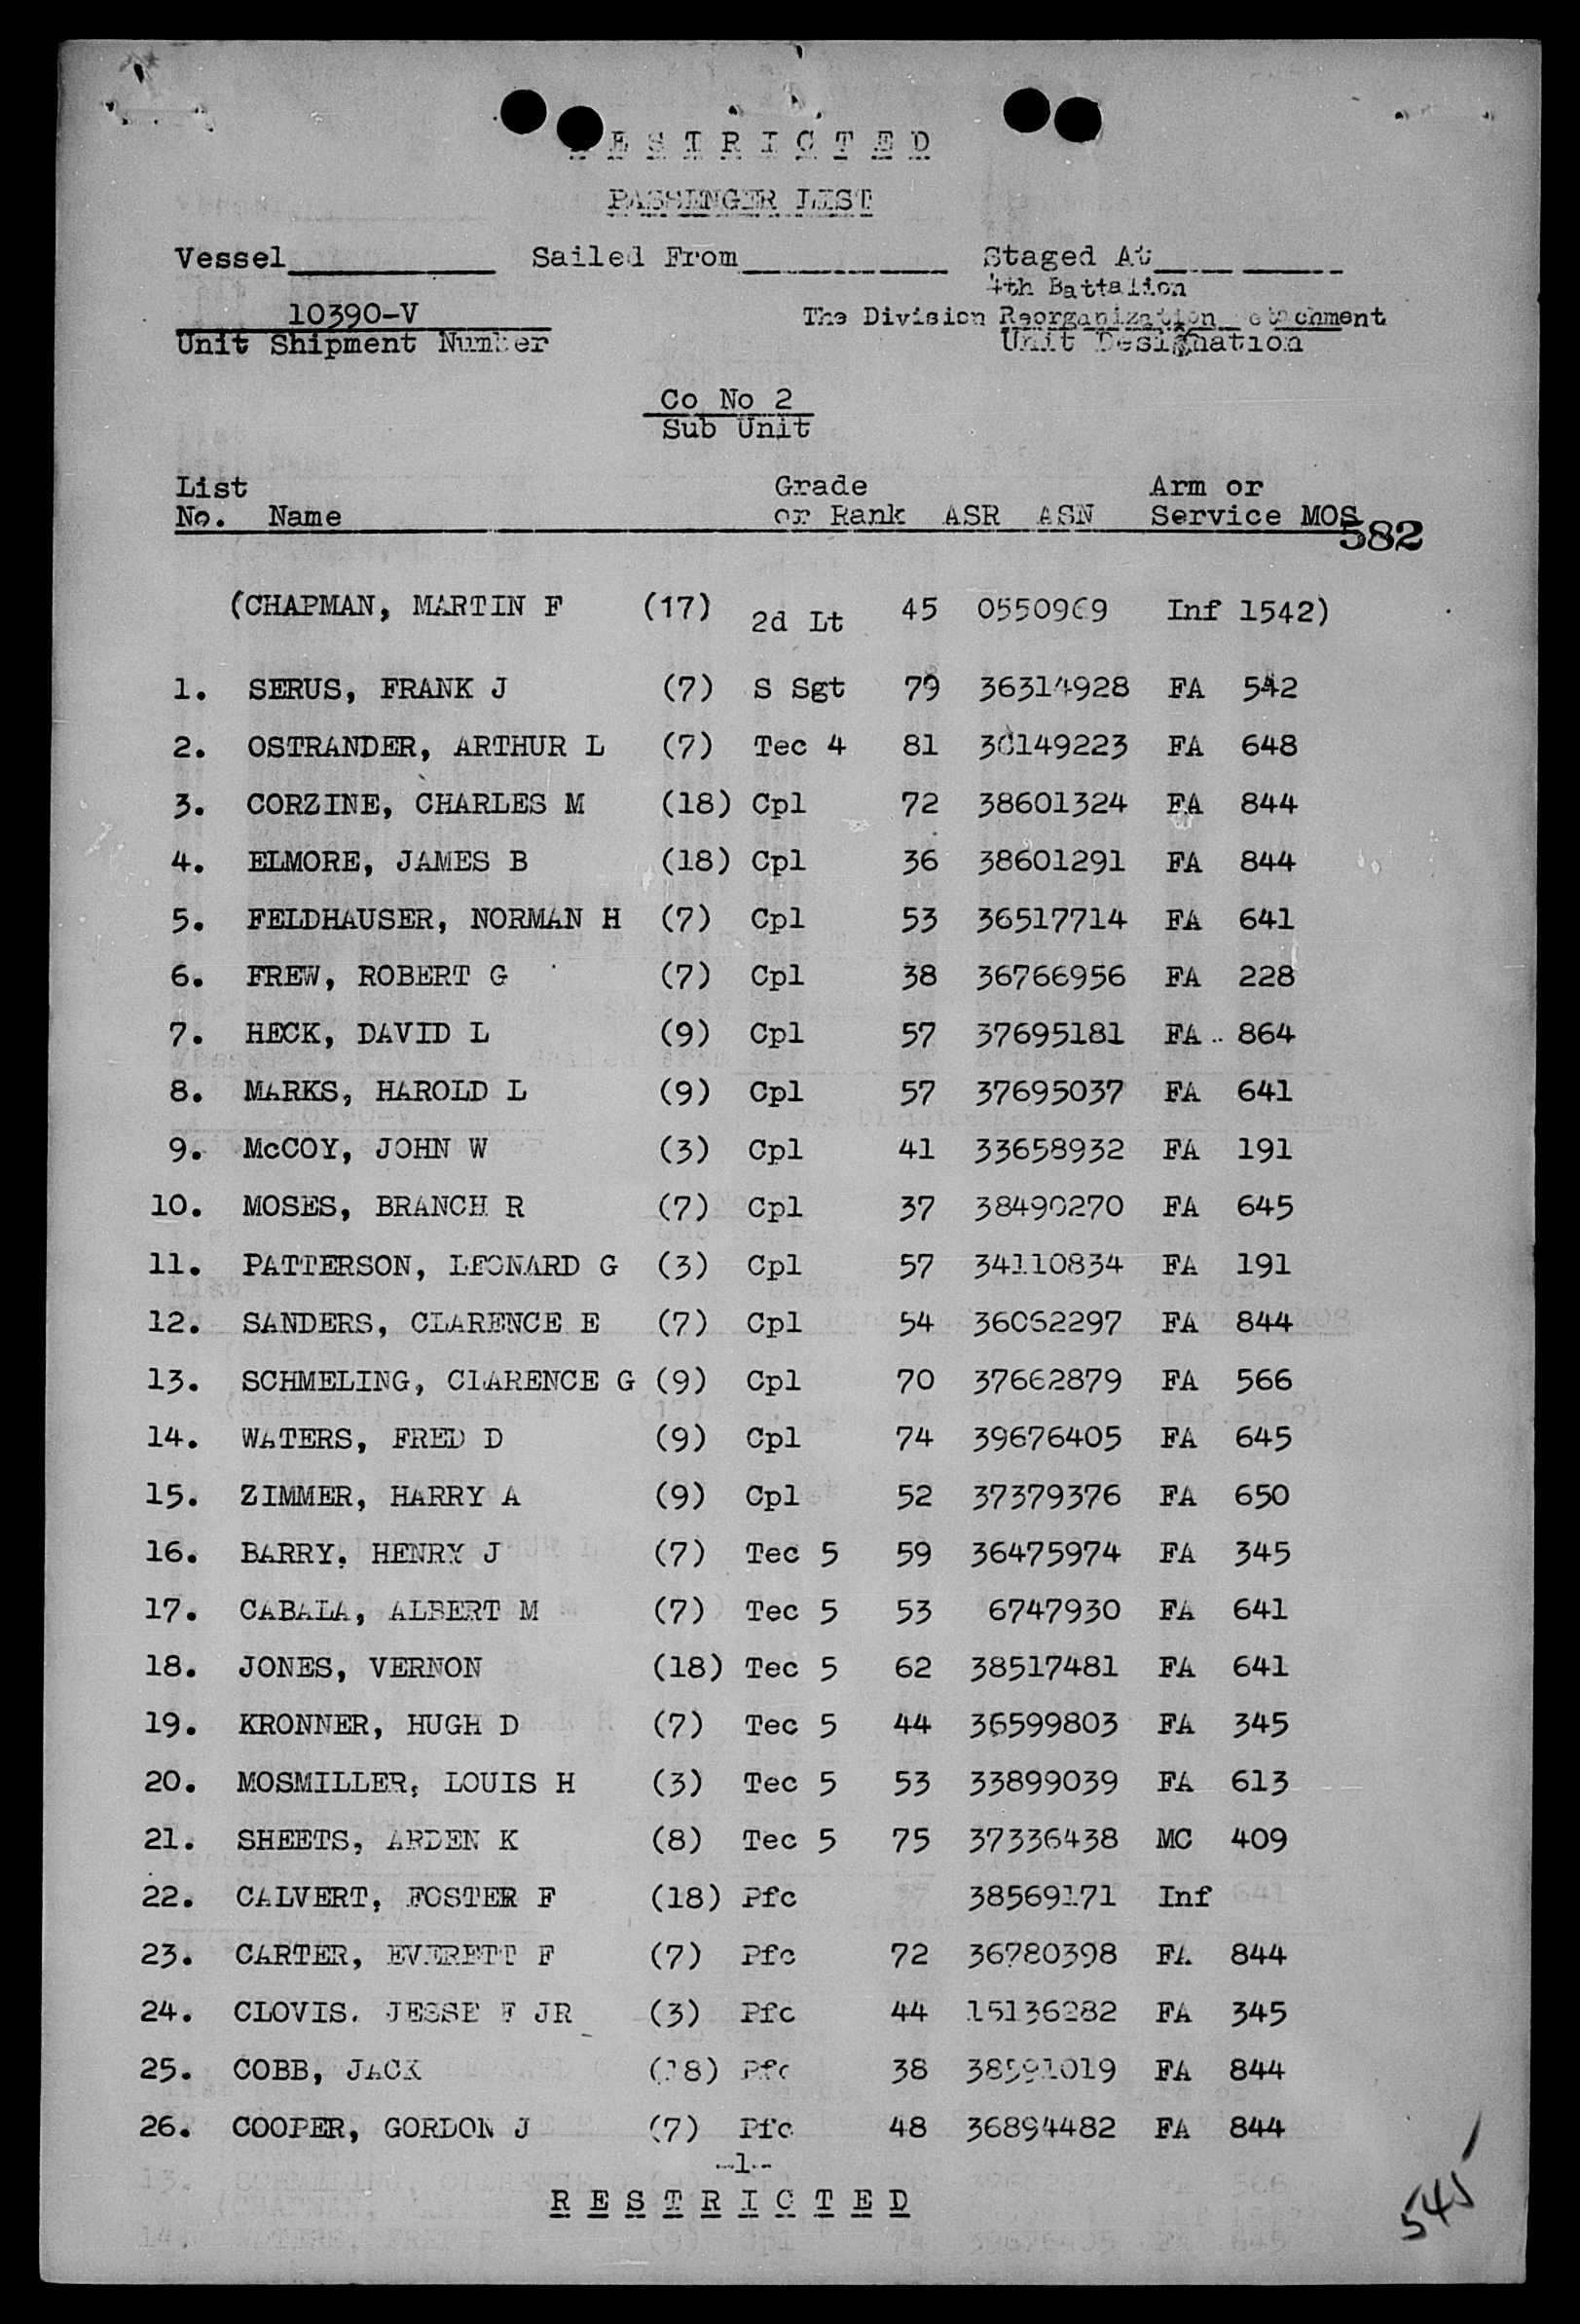 RESTRICTED
PASSENGER LIST
Vessel Sailed From Staged At
4th Battalion
10390-V The Division Reorganization Detachment
Unit Shipment Number Unit Designation
Co No 2
Sub Unit
List Grade Arm or
No. Name or Rank ASR ASN Service MOS
582
(CHAPMAN, MARTIN F (17) 2d Lt 45 0550969 Inf 1542)
1. SERUS, FRANK J (7) S Sgt 79 36314928 FA 542
2. OSTRANDER, ARTHUR L (7) Tec 4 81 36149223 FA 648
3. CORZINE, CHARLES M (18) Cpl 72 38601324 FA 844
4. ELMORE, JAMES B (18) Cpl 36 38601291 FA 844
5. FELDHAUSER, NORMAN H (7) Cpl 53 36517714 FA 641
6. FREW, ROBERT G (7) Cpl 38 36766956 FA 228
7. HECK, DAVID L (9) Cpl 57 37695181 FA 864
8. MARKS, HAROLD L (9) Cpl 57 37695037 FA 641
9. McCOY, JOHN W (3) Cpl 41 33658932 FA 191
10. MOSES, BRANCH R (7) Cpl 37 38490270 FA 645
11. PATTERSON, LEONARD G (3) Cpl 57 34110834 FA 191
12. SANDERS, CLARENCE E (7) Cpl 54 36062297 FA 844
13. SCHMELING, ClARENCE G (9) Cpl 70 37662879 FA 566
14. WATERS, FRED D (9) Cpl 74 39676405 FA 645
15. ZIMMER, HARRY A (9) Cpl 52 37379376 FA 650
16. BARRY, HENRY J (7) Tec 5 59 36475974 FA 345
17. CABALA, ALBERT M (7) Tec 5 53 6747930 FA 641
18. JONES, VERNON (18) Tec 5 62 38517481 FA 641
19. KRONNER, HUGH D (7) Tec 5 44 36599803 FA 345
20. MOSMILLER, LOUIS H (3) Tec 5 53 33899039 FA 613
21. SHEETS, ARDEN K (8) Tec 5 75 37336438 MC 409
22. CALVERT, FOSTER F (18) Pfc 38569171 Inf
23. CARTER, EVERETT F (7) Pfc 72 36780398 FA 844
24. CLOVIS, JESSE F JR (3) Pfc 44 15136282 FA 345
25. COBB, JACK (18) Pfc 38 38591019 FA 844
26. COOPER, GORDON J (7) Pfc 48 36894482 FA 844
-1-
RESTRICTED
545